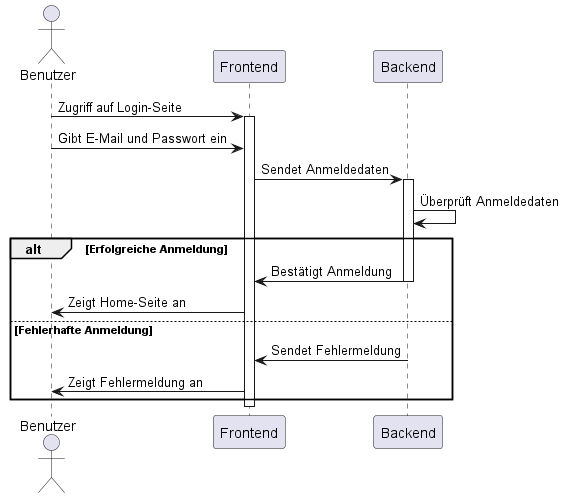 Benutzer
Frontend
Backend
Zugriff auf Login-Seite
Gibt E-Mail und Passwort ein
Sendet Anmeldedaten
Überprüft Anmeldedaten
alt
[Erfolgreiche Anmeldung]
Bestätigt Anmeldung
Zeigt Home-Seite an
[Fehlerhafte Anmeldung]
Sendet Fehlermeldung
Zeigt Fehlermeldung an
Benutzer
Frontend
Backend